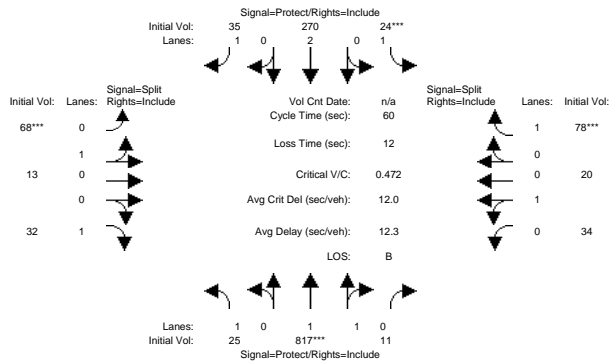 Signal=Protect/Rights=Include
Initial Vol: 35 270 24***
Lanes: 1 0 2 0 1
Signal=Split
Initial Vol: Lanes: Rights=Include
Vol Cnt Date: n/a
Signal=Split
Rights=Include Lanes: Initial Vol:
Cycle Time (sec): 60
68*** 0
1 78***
Loss Time (sec): 12
1
0
13 0
Critical V/C: 0.472
0 20
0
Avg Crit Del (sec/veh): 12.0
1
32 1
Avg Delay (sec/veh): 12.3
0 34
LOS: B
Lanes: 1 0 1 1 0
Initial Vol: 25 817*** 11
Signal=Protect/Rights=Include